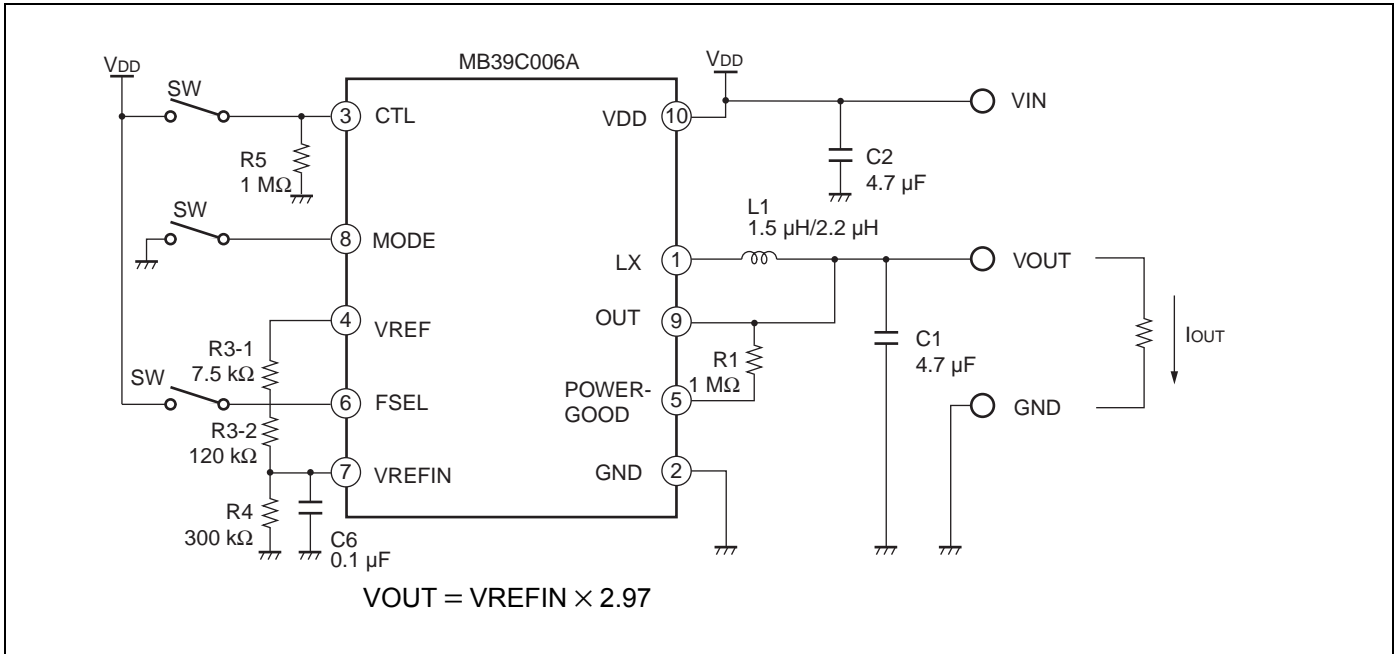 MB39C006A
VDD
SW
3
CTL
R5
1 MΩ
SW
8
MODE
4
VREF
R3-1
7.5 kΩ
SW
6
FSEL
R3-2
120 kΩ
7
VREFIN
R4
300 kΩ
C6
0.1 µF
VDD
VDD
10
VIN
C2
4.7 µF
L1
1.5 µH/2.2 µH
LX
1
VOUT
OUT
9
R1
1 MΩ
C1
4.7 µF
IOUT
POWER-
GOOD
5
GND
GND
2
VOUT = VREFIN × 2.97